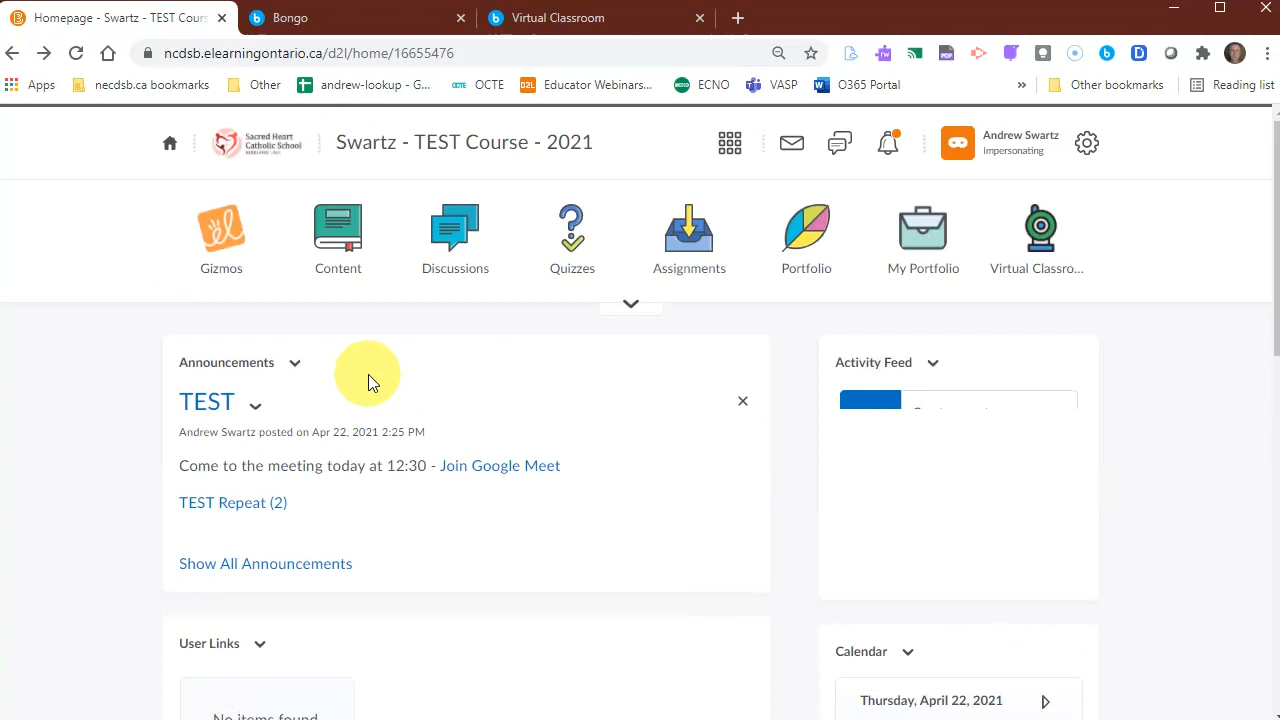 Homepage - Swartz - TEST Cours
Bongo
Virtual Classroom
ncdsb.elearningontario.ca/d2l/home/16655476
Apps
necdsb.ca bookmarks
Other
andrew-lookup - G...
OCTE
OCTE
Educator Webinars...
ECNO
VASP
O365 Portal
»
Other bookmarks
Reading list
Sacred Heart
Catholic School
Swartz - TEST Course - 2021
Andrew Swartz
Impersonating
Gizmos
Content
Discussions
Quizzes
Assignments
Portfolio
My Portfolio
Virtual Classro...
Announcements
TEST
Andrew Swartz posted on Apr 22, 2021 2:25 PM
Come to the meeting today at 12:30 - Join Google Meet
TEST Repeat (2)
Show All Announcements
Activity Feed
User Links
No items found
Calendar
Thursday, April 22, 2021